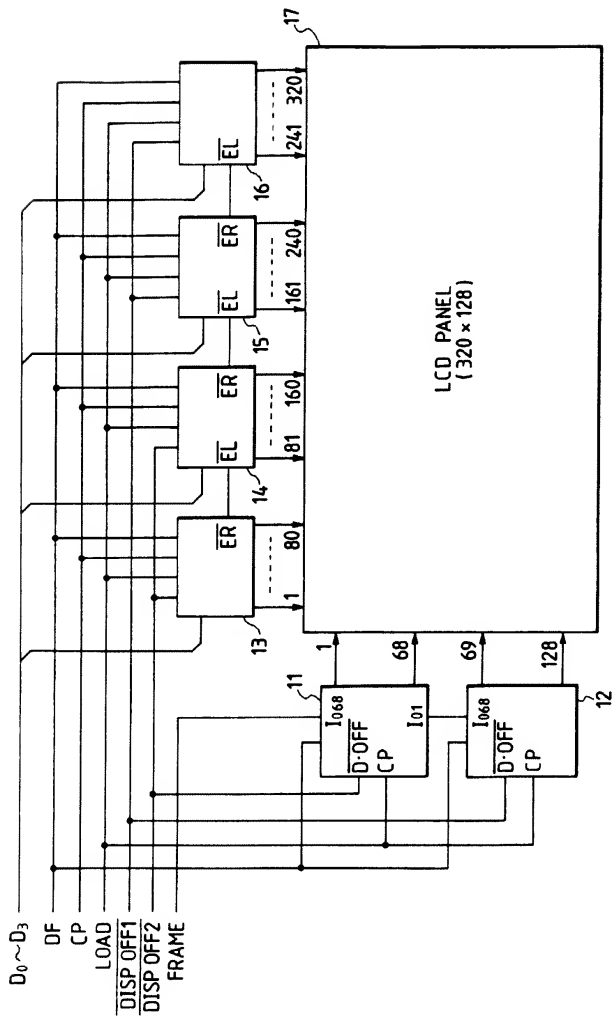 D₀~D₃
DF
CP
LOAD
DISP OFF1
DISP OFF2
FRAME
ER
13
1
80
EL
ER
14
81
160
EL
ER
15
161
240
EL
16
241
320
17
11
I068
D·OFF
CP
I01
1
68
I068
D·OFF
CP
12
69
128
LCD PANEL
(320 × 128)